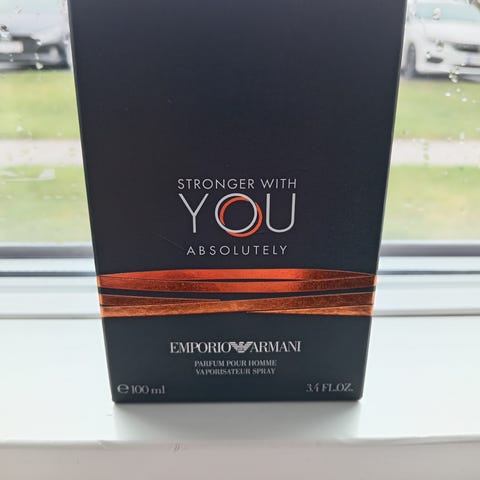 STRONGER WITH
YOU
ABSOLUTELY
EMPORIO ARMANI
PARFUM POUR HOMME
VAPORISATEUR SPRAY
℮ 100 ml 3.4 FL.OZ.